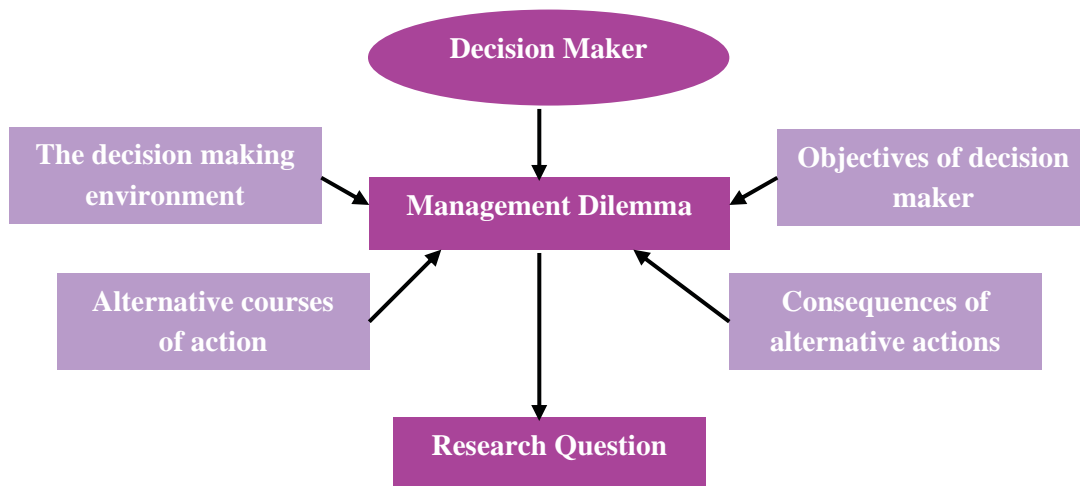 Decision Maker
The decision making
environment
Objectives of decision
maker
Management Dilemma
Alternative courses
of action
Consequences of
alternative actions
Research Question